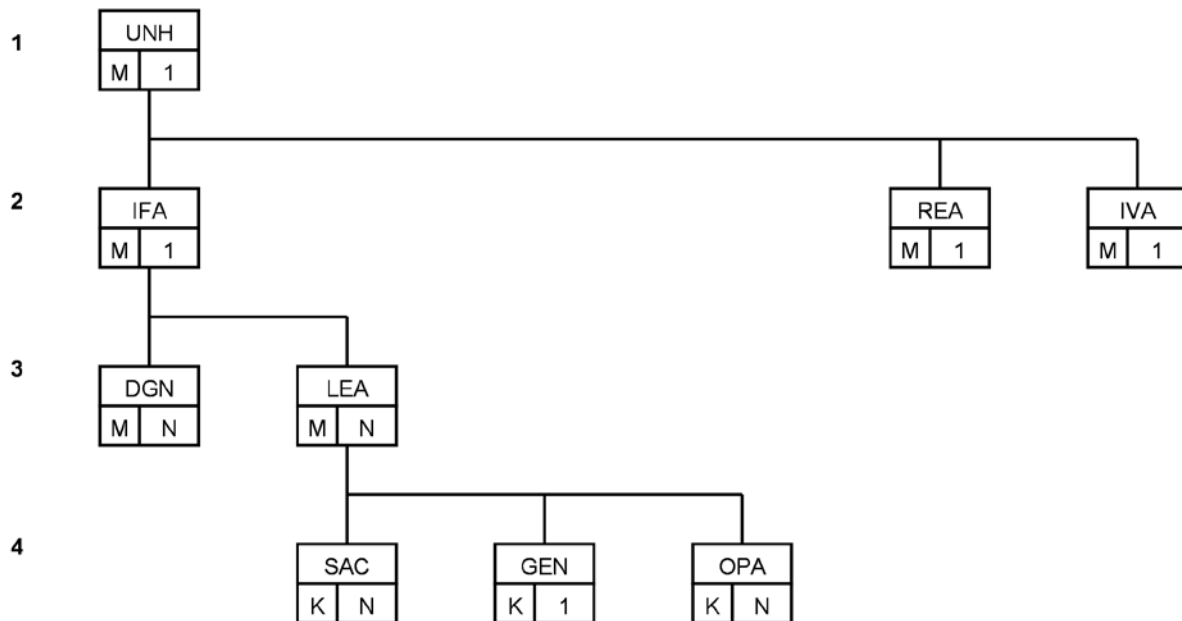 1
UNH
M 1
2
IFA REA IVA
M 1 M 1 M 1
3
DGN LEA
M N M N
4
SAC GEN OPA
K N K 1 K N